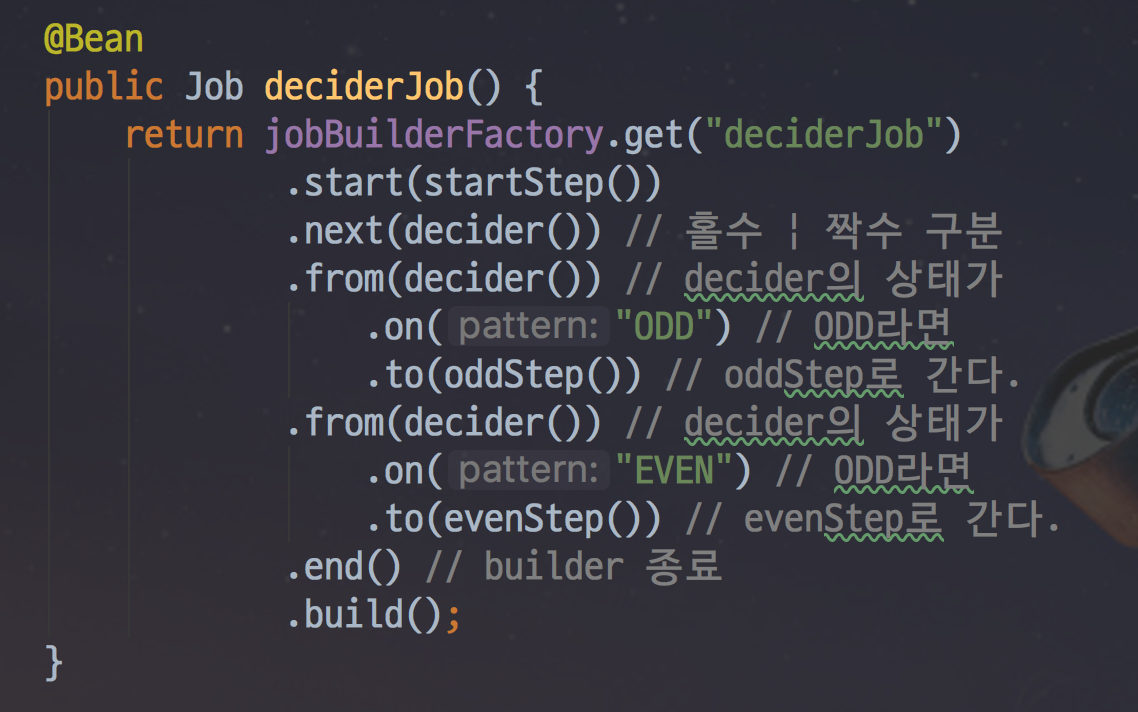 @Bean
public Job deciderJob() {
return jobBuilderFactory.get("deciderJob")
.start(startStep())
.next(decider()) // 홀수 | 짝수 구분
.from(decider()) // decider의 상태가
.on( pattern: "ODD") // ODD라면
.to(oddStep()) // oddStep로 간다.
.from(decider()) // decider의 상태가
.on( pattern: "EVEN") // ODD라면
.to(evenStep()) // evenStep로 간다.
.end() // builder 종료
.build();
}